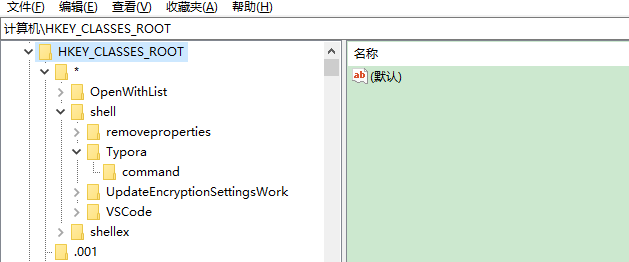 文件(F) 编辑(E) 查看(V) 收藏夹(A) 帮助(H)
计算机\HKEY_CLASSES_ROOT
HKEY_CLASSES_ROOT
*
OpenWithList
shell
removeproperties
Typora
command
UpdateEncryptionSettingsWork
VSCode
shellex
.001
名称
ab (默认)